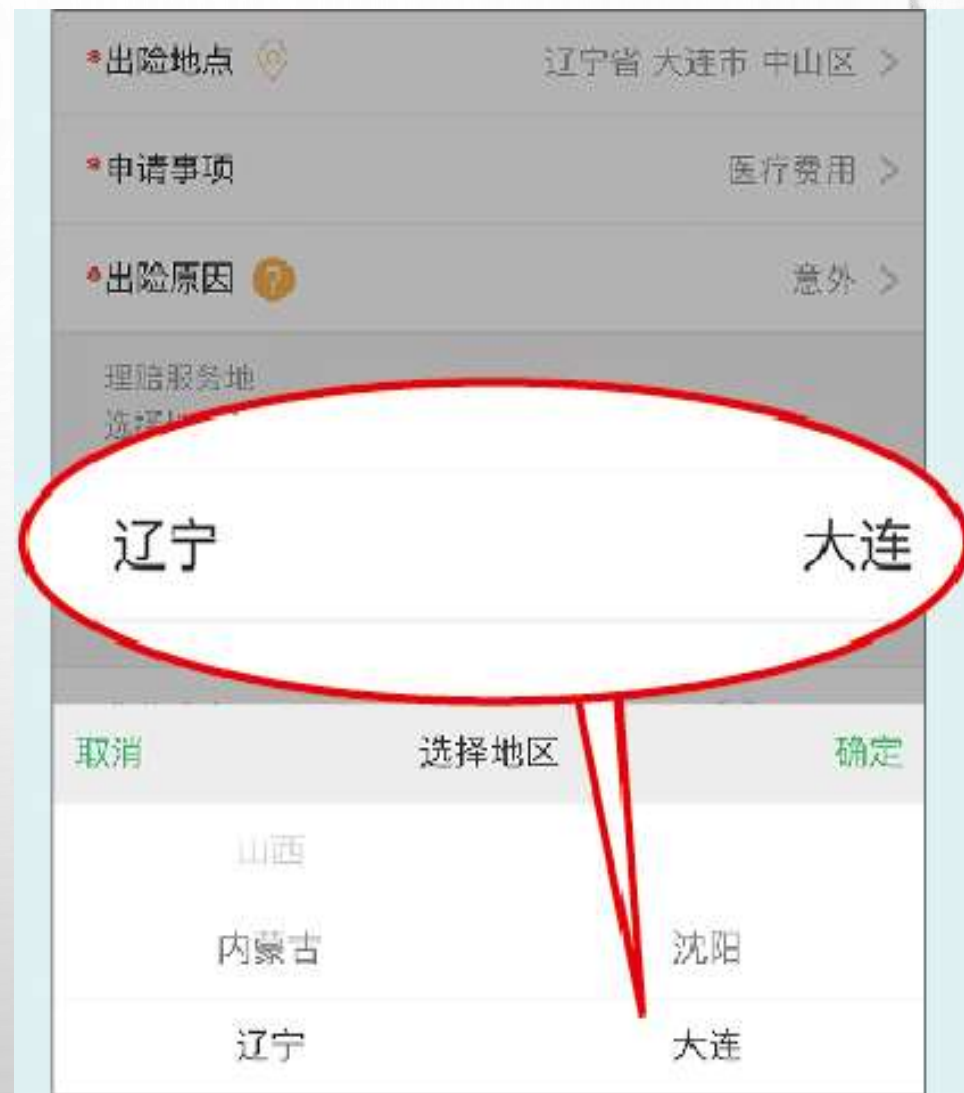 *出险地点 辽宁省 大连市 中山区 >
*申请事项 医疗费用 >
*出险原因 ? 意外 >
理赔服务地
选择
辽宁 大连
取消 选择地区 确定
山西
内蒙古 沈阳
辽宁 大连